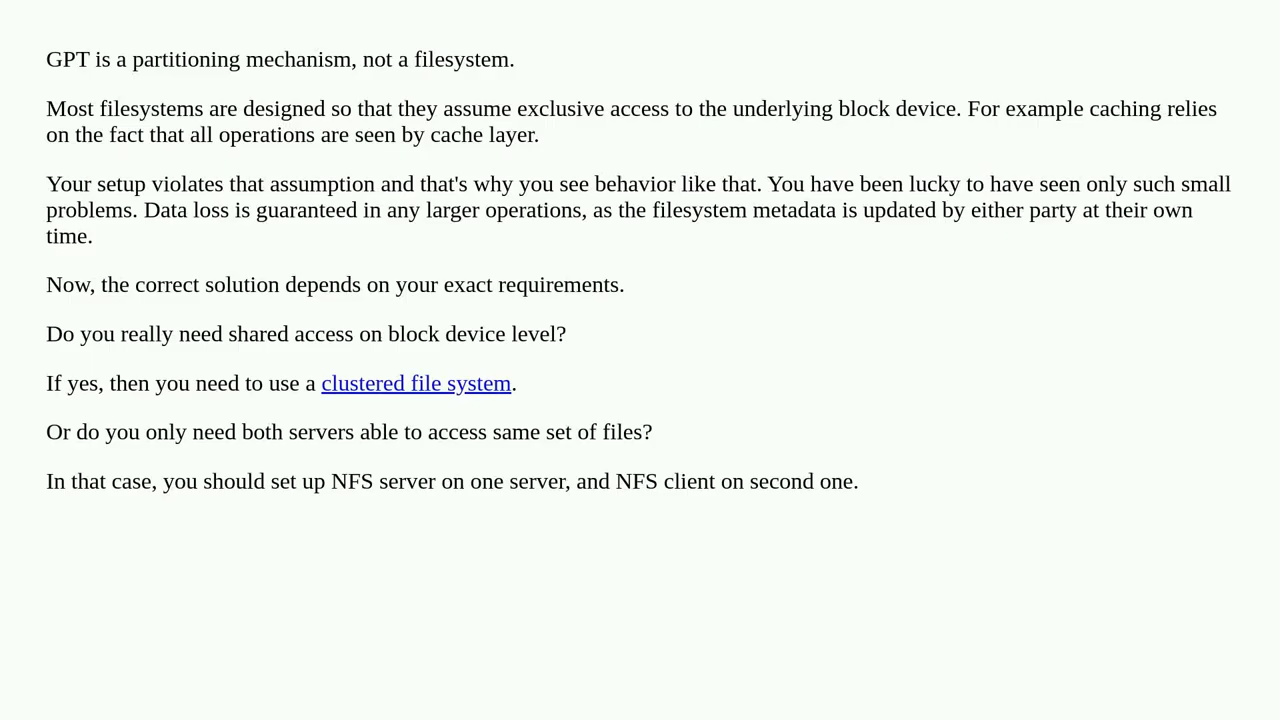 GPT is a partitioning mechanism, not a filesystem.
Most filesystems are designed so that they assume exclusive access to the underlying block device. For example caching relies
on the fact that all operations are seen by cache layer.
Your setup violates that assumption and that's why you see behavior like that. You have been lucky to have seen only such small
problems. Data loss is guaranteed in any larger operations, as the filesystem metadata is updated by either party at their own
time.
Now, the correct solution depends on your exact requirements.
Do you really need shared access on block device level?
If yes, then you need to use a clustered file system.
Or do you only need both servers able to access same set of files?
In that case, you should set up NFS server on one server, and NFS client on second one.